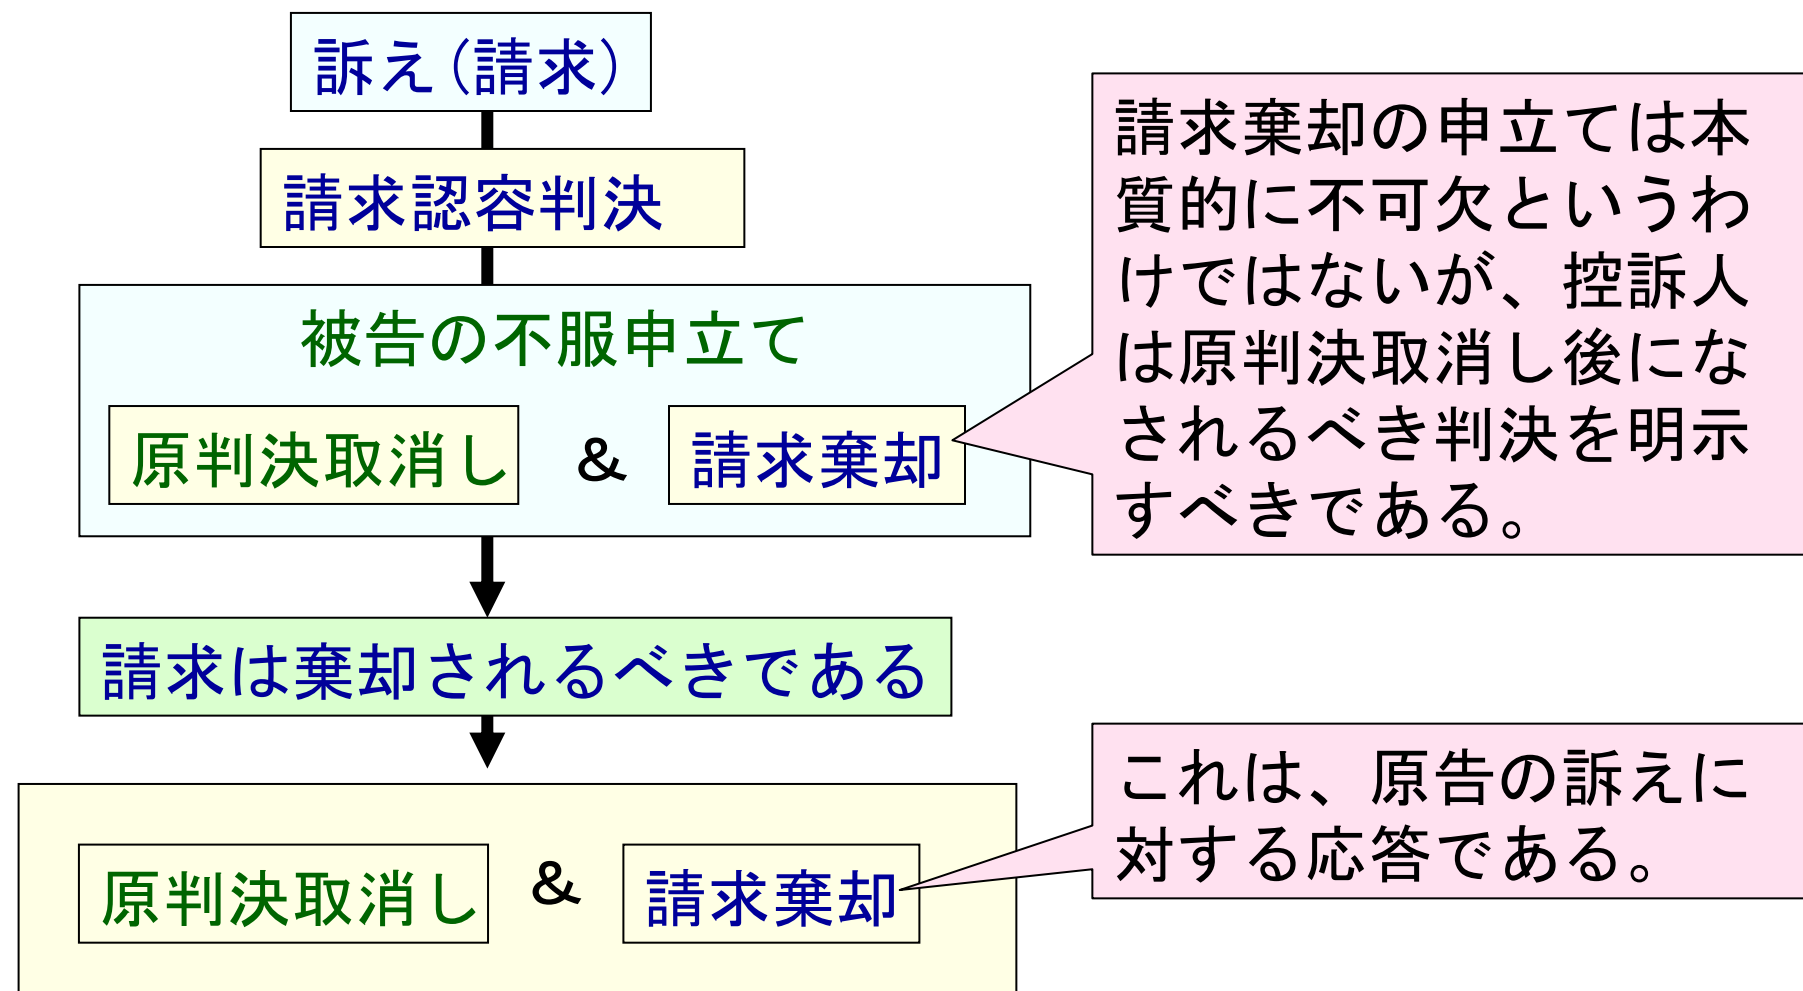 訴え(請求)
請求認容判決
被告の不服申立て
原判決取消し & 請求棄却
請求棄却の申立ては本
質的に不可欠というわ
けではないが、控訴人
は原判決取消し後にな
されるべき判決を明示
すべきである。
請求は棄却されるべきである
原判決取消し & 請求棄却
これは、原告の訴えに
対する応答である。